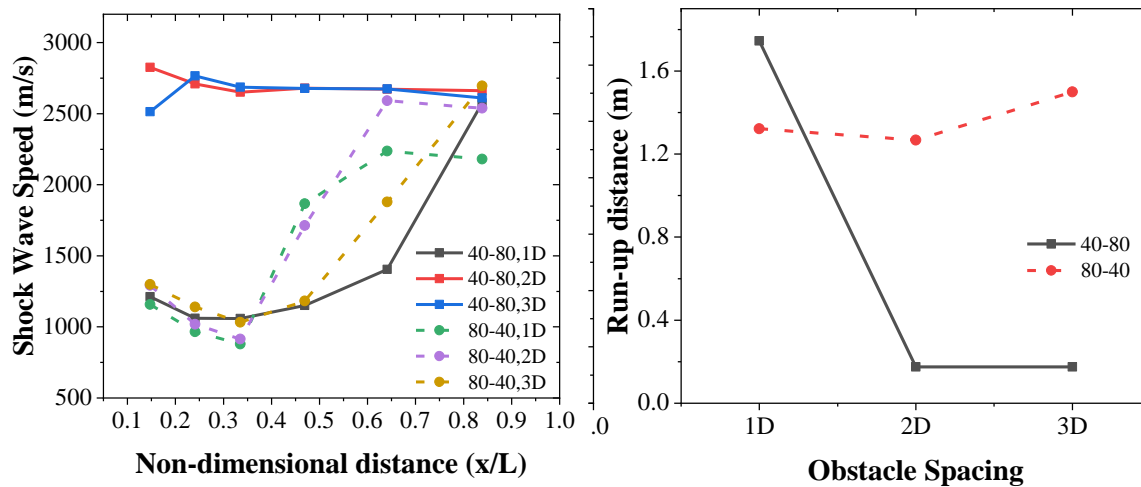 Shock Wave Speed (m/s)
3000
2500
2000
1500
1000
500
40-80,1D
40-80,2D
40-80,3D
80-40,1D
80-40,2D
80-40,3D
0.1 0.2 0.3 0.4 0.5 0.6 0.7 0.8 0.9 1.0
Non-dimensional distance (x/L)
.0
Run-up distance (m)
1.6
1.2
0.8
0.4
0.0
40-80
80-40
1D 2D 3D
Obstacle Spacing